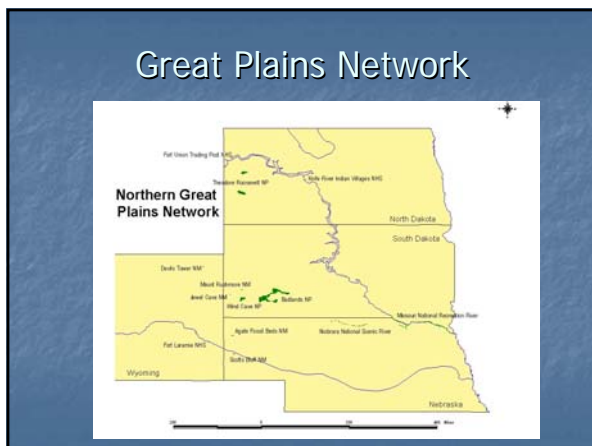 Great Plains Network
Fort Union Trading Post NHS
Theodore Roosevelt NP
Knife River Indian Villages NHS
Northern Great
Plains Network
North Dakota
South Dakota
Devils Tower NM
Mount Rushmore NM
Jewel Cave NM
Wind Cave NP
Badlands NP
Missouri National Recreation River
Agate Fossil Beds NM
Niobrara National Scenic River
Fort Laramie NHS
Scotts Bluff NM
Wyoming
Nebraska